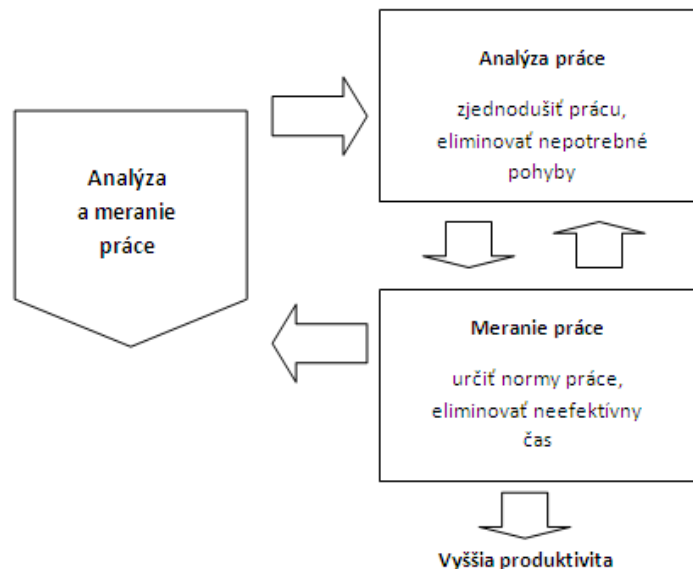 Analýza
a meranie
práce
Analýza práce
zjednodušiť prácu,
eliminovať nepotrebné
pohyby
Meranie práce
určiť normy práce,
eliminovať neefektívny
čas
Vyššia produktivita